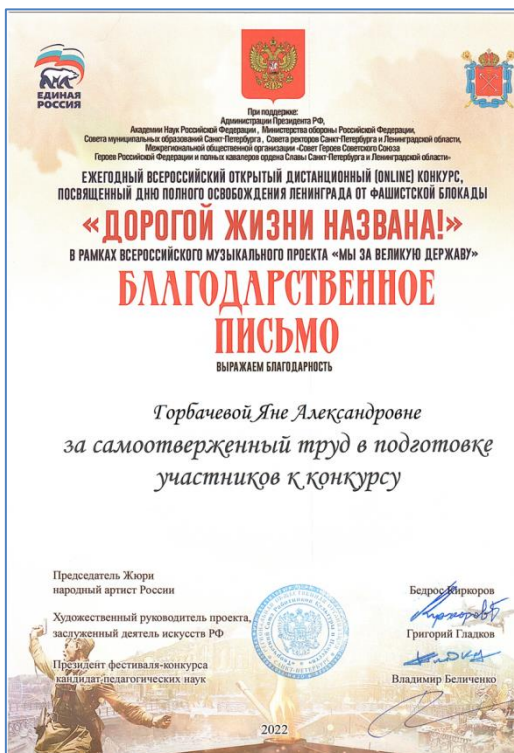 ЕДИНАЯ
РОССИЯ
При поддержке:
Администрации Президента РФ,
Академии Наук Российской Федерации, Министерства обороны Российской Федерации,
Совета муниципальных образований Санкт-Петербурга, Совета ректоров Санкт-Петербурга и Ленинградской области,
Межрегиональной общественной организации «Совет Героев Советского Союза
Героев Российской Федерации и полных кавалеров ордена Славы Санкт-Петербурга и Ленинградской области»
ЕЖЕГОДНЫЙ ВСЕРОССИЙСКИЙ ОТКРЫТЫЙ ДИСТАНЦИОННЫЙ (ONLINE) КОНКУРС,
ПОСВЯЩЕННЫЙ ДНЮ ПОЛНОГО ОСВОБОЖДЕНИЯ ЛЕНИНГРАДА ОТ ФАШИСТСКОЙ БЛОКАДЫ
«ДОРОГОЙ ЖИЗНИ НАЗВАНА!»
В РАМКАХ ВСЕРОССИЙСКОГО МУЗЫКАЛЬНОГО ПРОЕКТА «МЫ ЗА ВЕЛИКУЮ ДЕРЖАВУ»
БЛАГОДАРСТВЕННОЕ
ПИСЬМО
ВЫРАЖАЕМ БЛАГОДАРНОСТЬ
Горбачевой Яне Александровне
за самоотверженный труд в подготовке
участников к конкурсу
Председатель Жюри
народный артист России
Бедрос Киркоров
Художественный руководитель проекта,
заслуженный деятель искусств РФ
Григорий Гладков
Президент фестиваля-конкурса
кандидат педагогических наук
Владимир Беличенко
2022